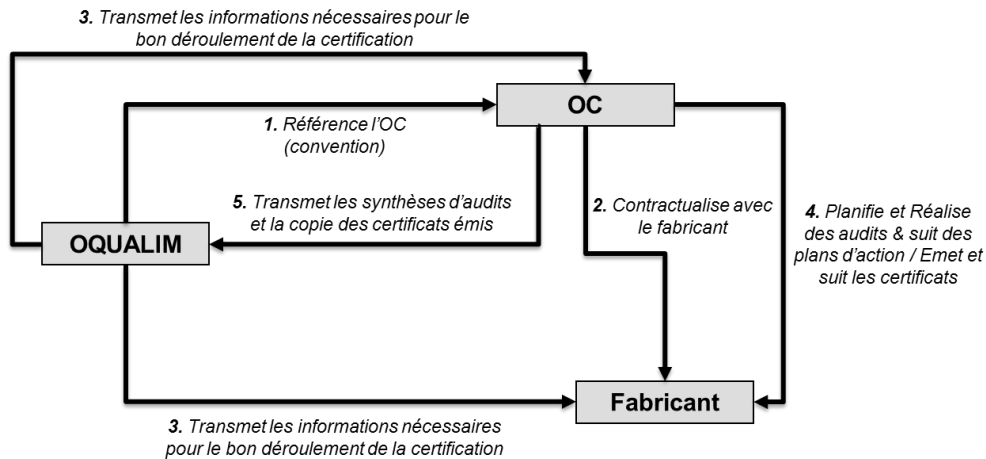 3. Transmet les informations nécessaires pour le
bon déroulement de la certification
OC
1. Référence l’OC
(convention)
5. Transmet les synthèses d’audits
et la copie des certificats émis
2. Contractualise avec
le fabricant
4. Planifie et Réalise
des audits & suit des
plans d’action / Emet et
suit les certificats
OQUALIM
Fabricant
3. Transmet les informations nécessaires
pour le bon déroulement de la certification